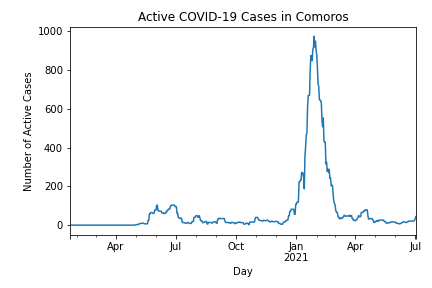 Active COVID-19 Cases in Comoros
1000
800
600
400
200
0
Number of Active Cases
Apr Jul Oct Jan Apr Jul
2021
Day